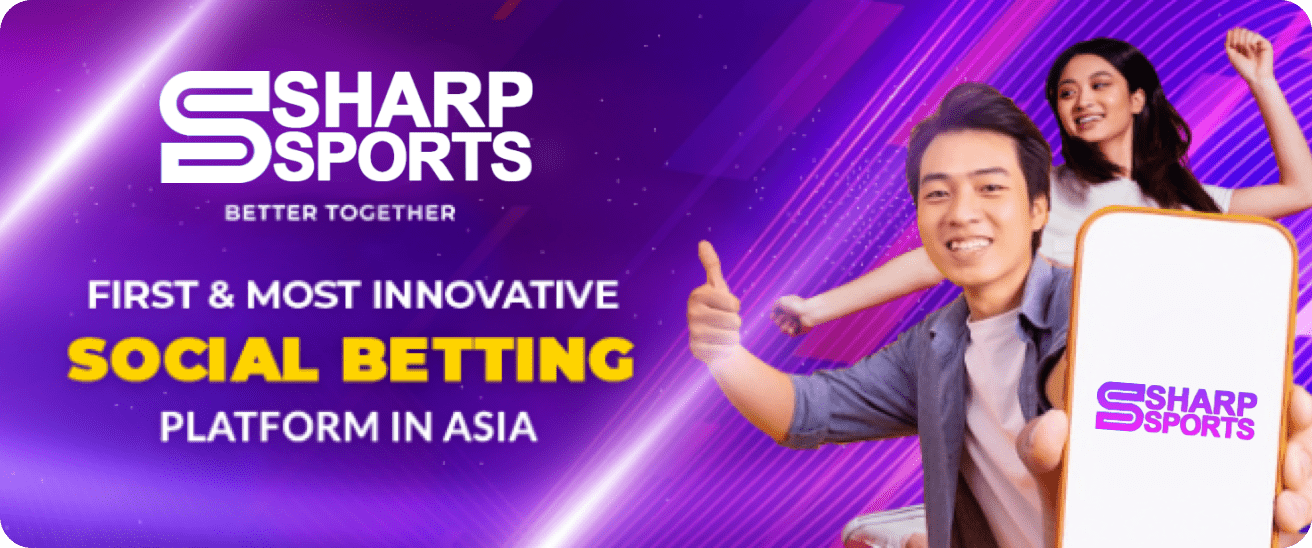 SHARP
SPORTS
BETTER TOGETHER
FIRST & MOST INNOVATIVE
SOCIAL BETTING
PLATFORM IN ASIA
SHARP
SPORTS